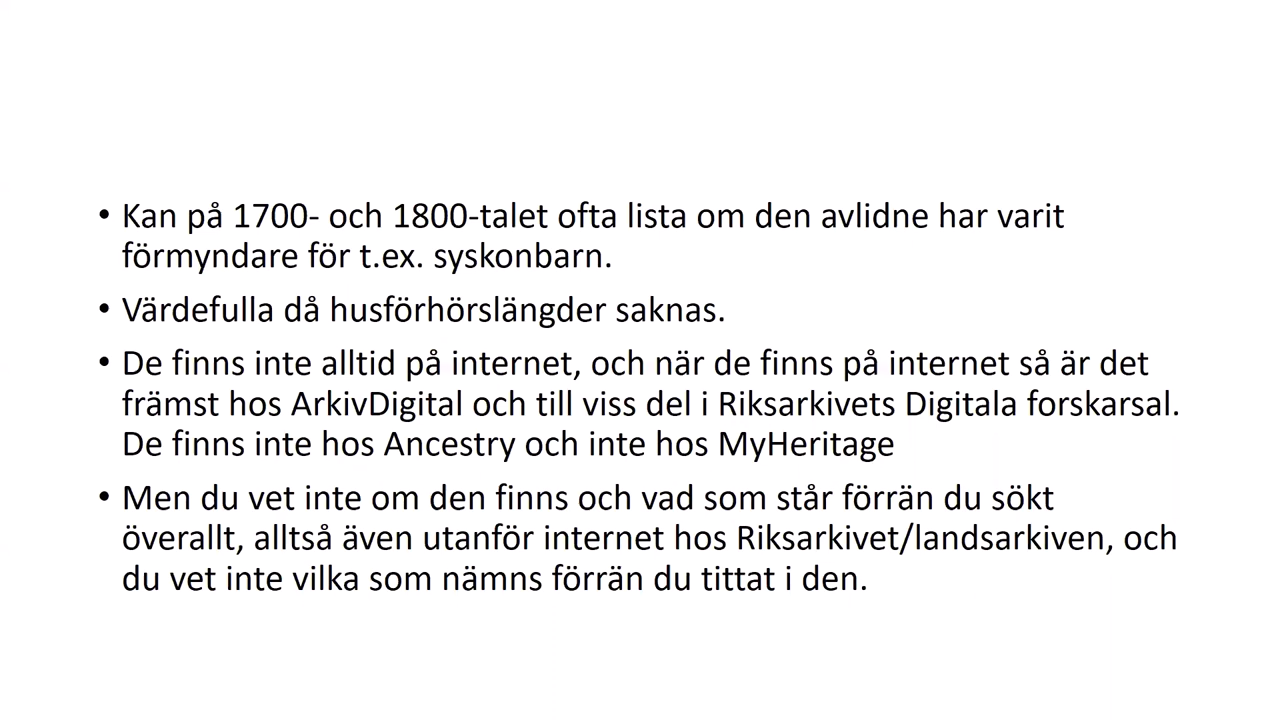 • Kan på 1700- och 1800-talet ofta lista om den avlidne har varit
förmyndare för t.ex. syskonbarn.
• Värdefulla då husförhörslängder saknas.
• De finns inte alltid på internet, och när de finns på internet så är det
främst hos ArkivDigital och till viss del i Riksarkivets Digitala forskarsal.
De finns inte hos Ancestry och inte hos MyHeritage
• Men du vet inte om den finns och vad som står förrän du sökt
överallt, alltså även utanför internet hos Riksarkivet/landsarkiven, och
du vet inte vilka som nämns förrän du tittat i den.